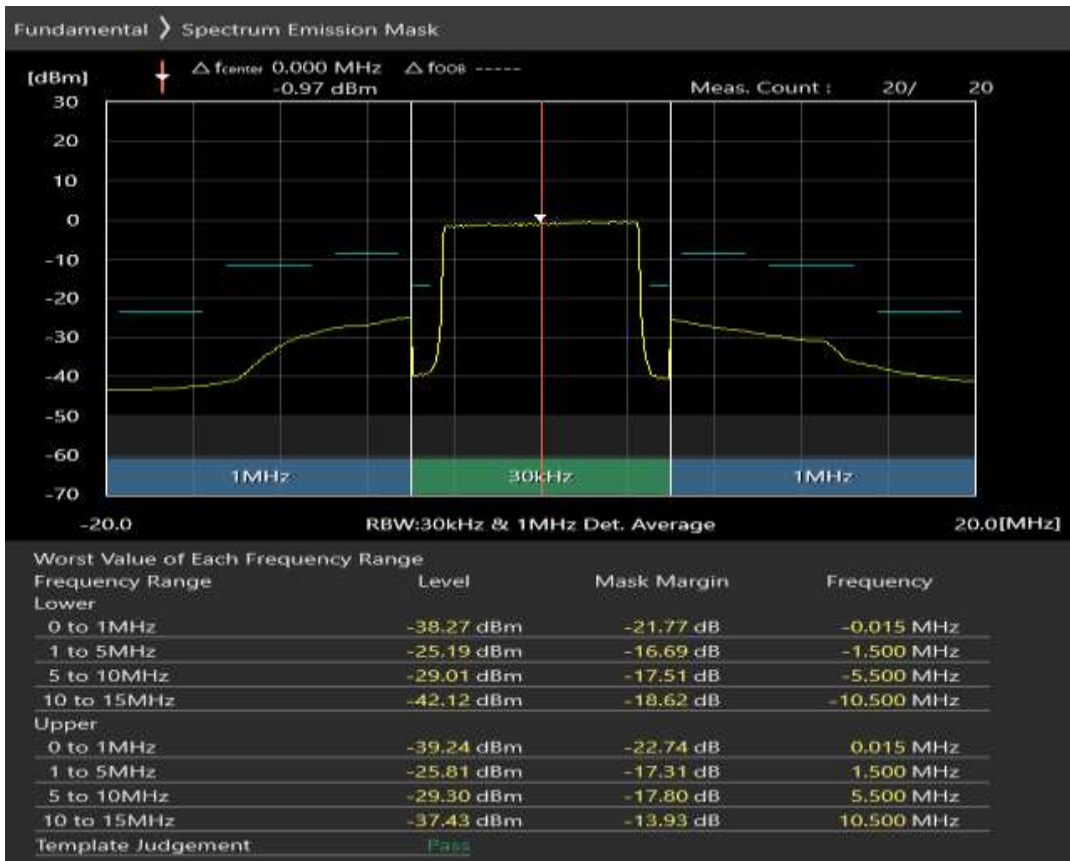 Fundamental 〉 Spectrum Emission Mask
[dBm] △ fcenter 0.000 MHz △ fOOB -----
-0.97 dBm Meas. Count : 20/ 20
30
20
10
0
-10
-20
-30
-40
-50
-60
1MHz 30kHz 1MHz
-70
-20.0 RBW:30kHz & 1MHz Det. Average 20.0[MHz]
Worst Value of Each Frequency Range
Frequency Range Level Mask Margin Frequency
Lower
0 to 1MHz -38.27 dBm -21.77 dB -0.015 MHz
1 to 5MHz -25.19 dBm -16.69 dB -1.500 MHz
5 to 10MHz -29.01 dBm -17.51 dB -5.500 MHz
10 to 15MHz -42.12 dBm -18.62 dB -10.500 MHz
Upper
0 to 1MHz -39.24 dBm -22.74 dB 0.015 MHz
1 to 5MHz -25.81 dBm -17.31 dB 1.500 MHz
5 to 10MHz -29.30 dBm -17.80 dB 5.500 MHz
10 to 15MHz -37.43 dBm -13.93 dB 10.500 MHz
Template Judgement Pass